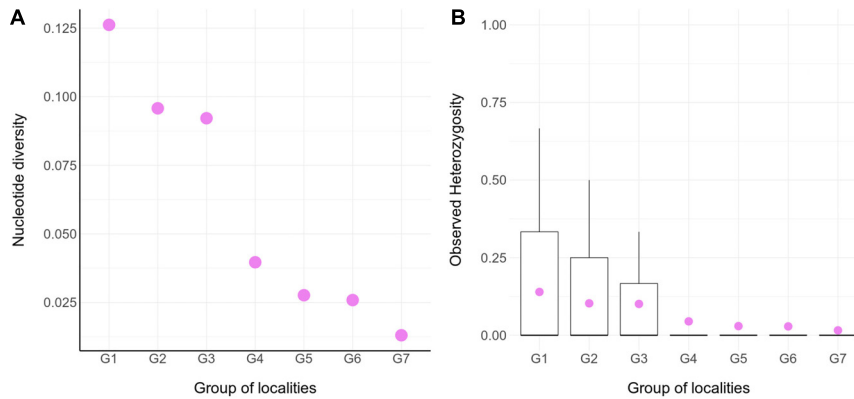 A
Nucleotide diversity
0.125
0.100
0.075
0.050
0.025
G1 G2 G3 G4 G5 G6 G7
Group of localities
B
Observed Heterozygosity
1.00
0.75
0.50
0.25
0.00
G1 G2 G3 G4 G5 G6 G7
Group of localities